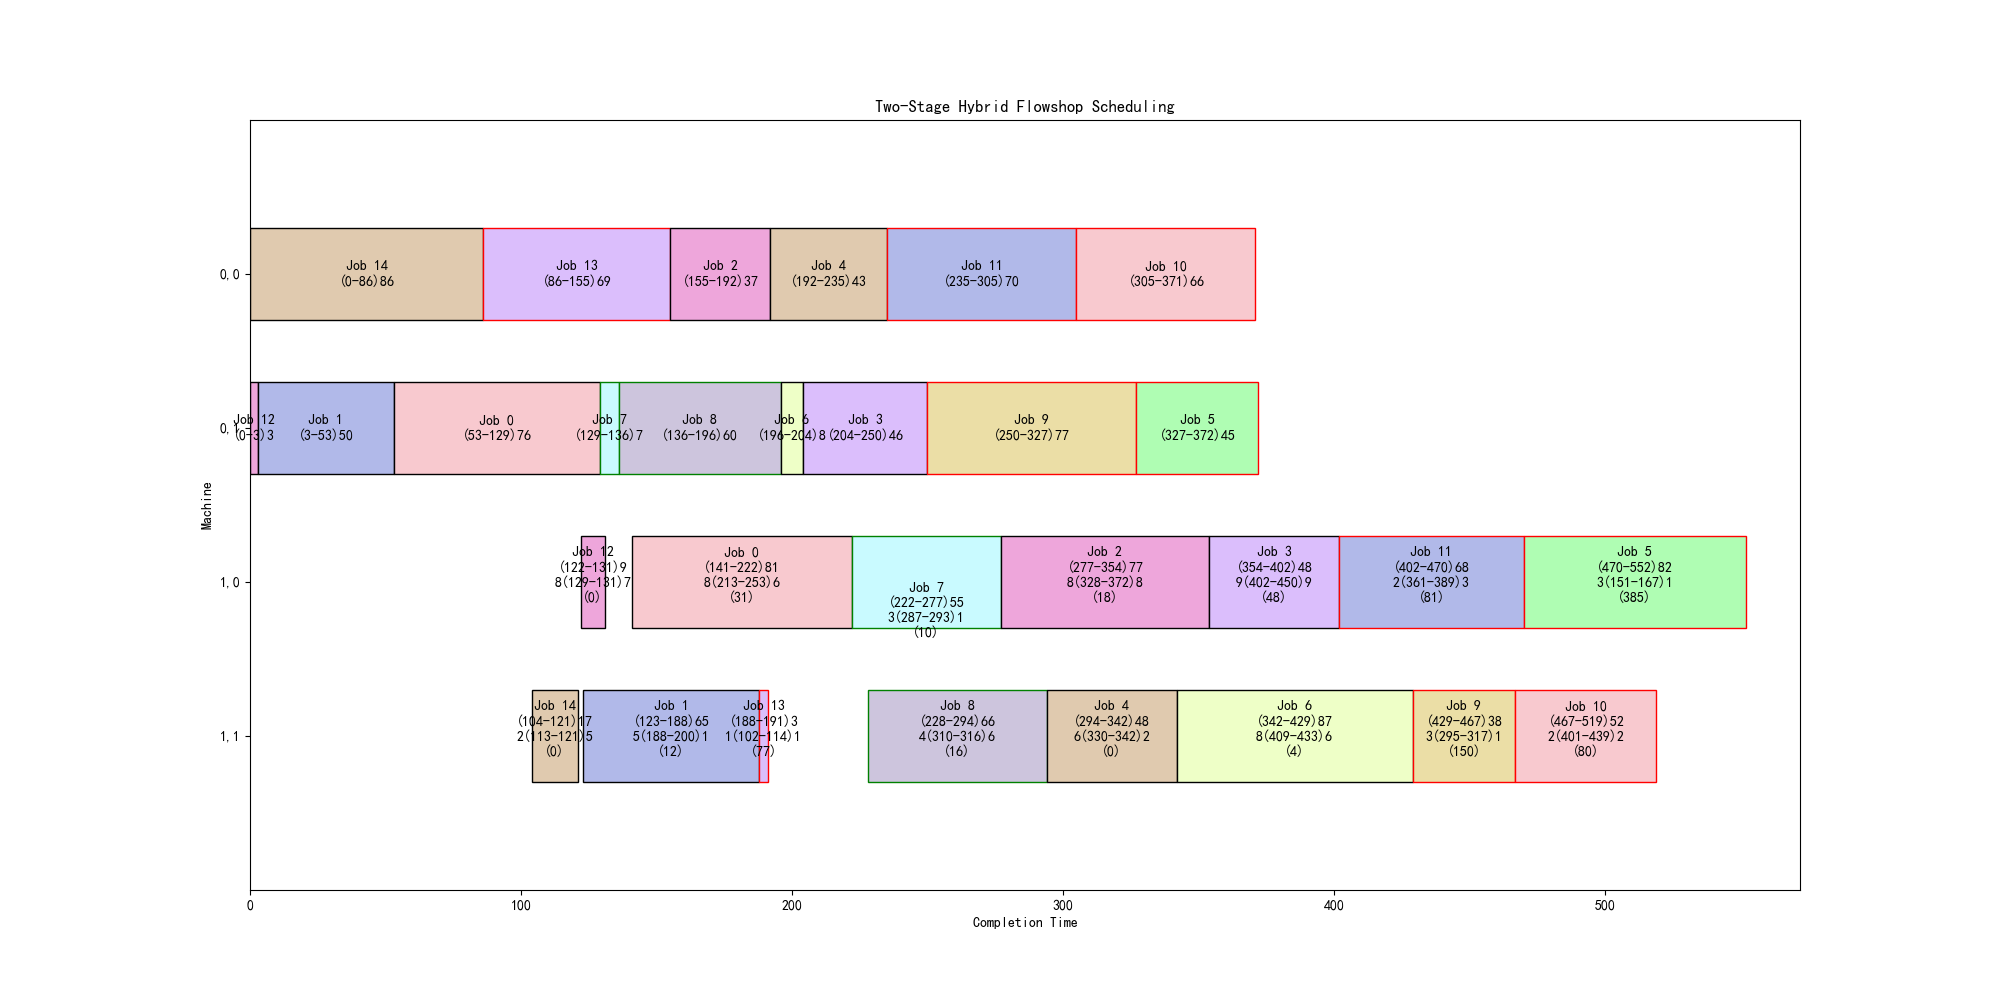 Two-Stage Hybrid Flowshop Scheduling
Machine
0,0
Job 14
(0-86)86
Job 13
(86-155)69
Job 2
(155-192)37
Job 4
(192-235)43
Job 11
(235-305)70
Job 10
(305-371)66
0,1
Job 12
(0-3)3
Job 1
(3-53)50
Job 0
(53-129)76
Job 7
(129-136)7
Job 8
(136-196)60
Job 6
(196-204)8
Job 3
(204-250)46
Job 9
(250-327)77
Job 5
(327-372)45
1,0
Job 12
(122-131)9
8(129-131)7
(0)
Job 0
(141-222)81
8(213-253)6
(31)
Job 7
(222-277)55
3(287-293)1
(10)
Job 2
(277-354)77
8(328-372)8
(18)
Job 3
(354-402)48
9(402-450)9
(48)
Job 11
(402-470)68
2(361-389)3
(81)
Job 5
(470-552)82
3(151-167)1
(385)
1,1
Job 14
(104-121)17
2(113-121)5
(0)
Job 1
(123-188)65
5(188-200)1
(12)
Job 13
(188-191)3
1(102-114)1
(77)
Job 8
(228-294)66
4(310-316)6
(16)
Job 4
(294-342)48
6(330-342)2
(0)
Job 6
(342-429)87
8(409-433)6
(4)
Job 9
(429-467)38
3(295-317)1
(150)
Job 10
(467-519)52
2(401-439)2
(80)
0
100
200
300
400
500
Completion Time